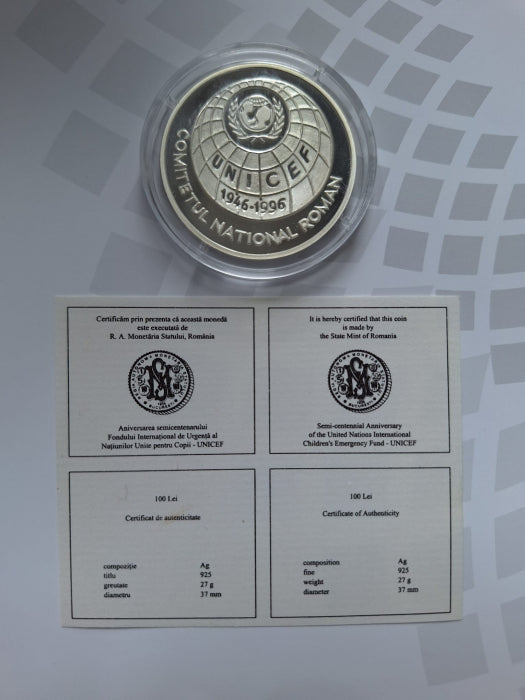 UNICEF
1946-1996
COMITETUL NATIONAL ROMAN
Certificăm prin prezenta că această monedă
este executată de
R. A. Monetăria Statului, România
Aniversarea semicentenarului
Fondului Internaţional de Urgenţă al
Naţiunilor Unite pentru Copii - UNICEF
It is hereby certified that this coin
is made by
the State Mint of Romania
Semi-centennial Anniversary
of the United Nations International
Children's Emergency Fund - UNICEF
100 Lei
Certificat de autenticitate
compoziţie Ag
titlu 925
greutate 27 g
diametru 37 mm
100 Lei
Certificate of Authenticity
composition Ag
fine 925
weight 27 g
diameter 37 mm